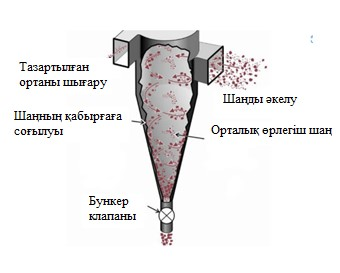 Тазартылған
ортаны шығару
Шаңды әкелу
Шаңның қабырғаға
соғылуы
Орталық өрлегіш шаң
Бункер
клапаны